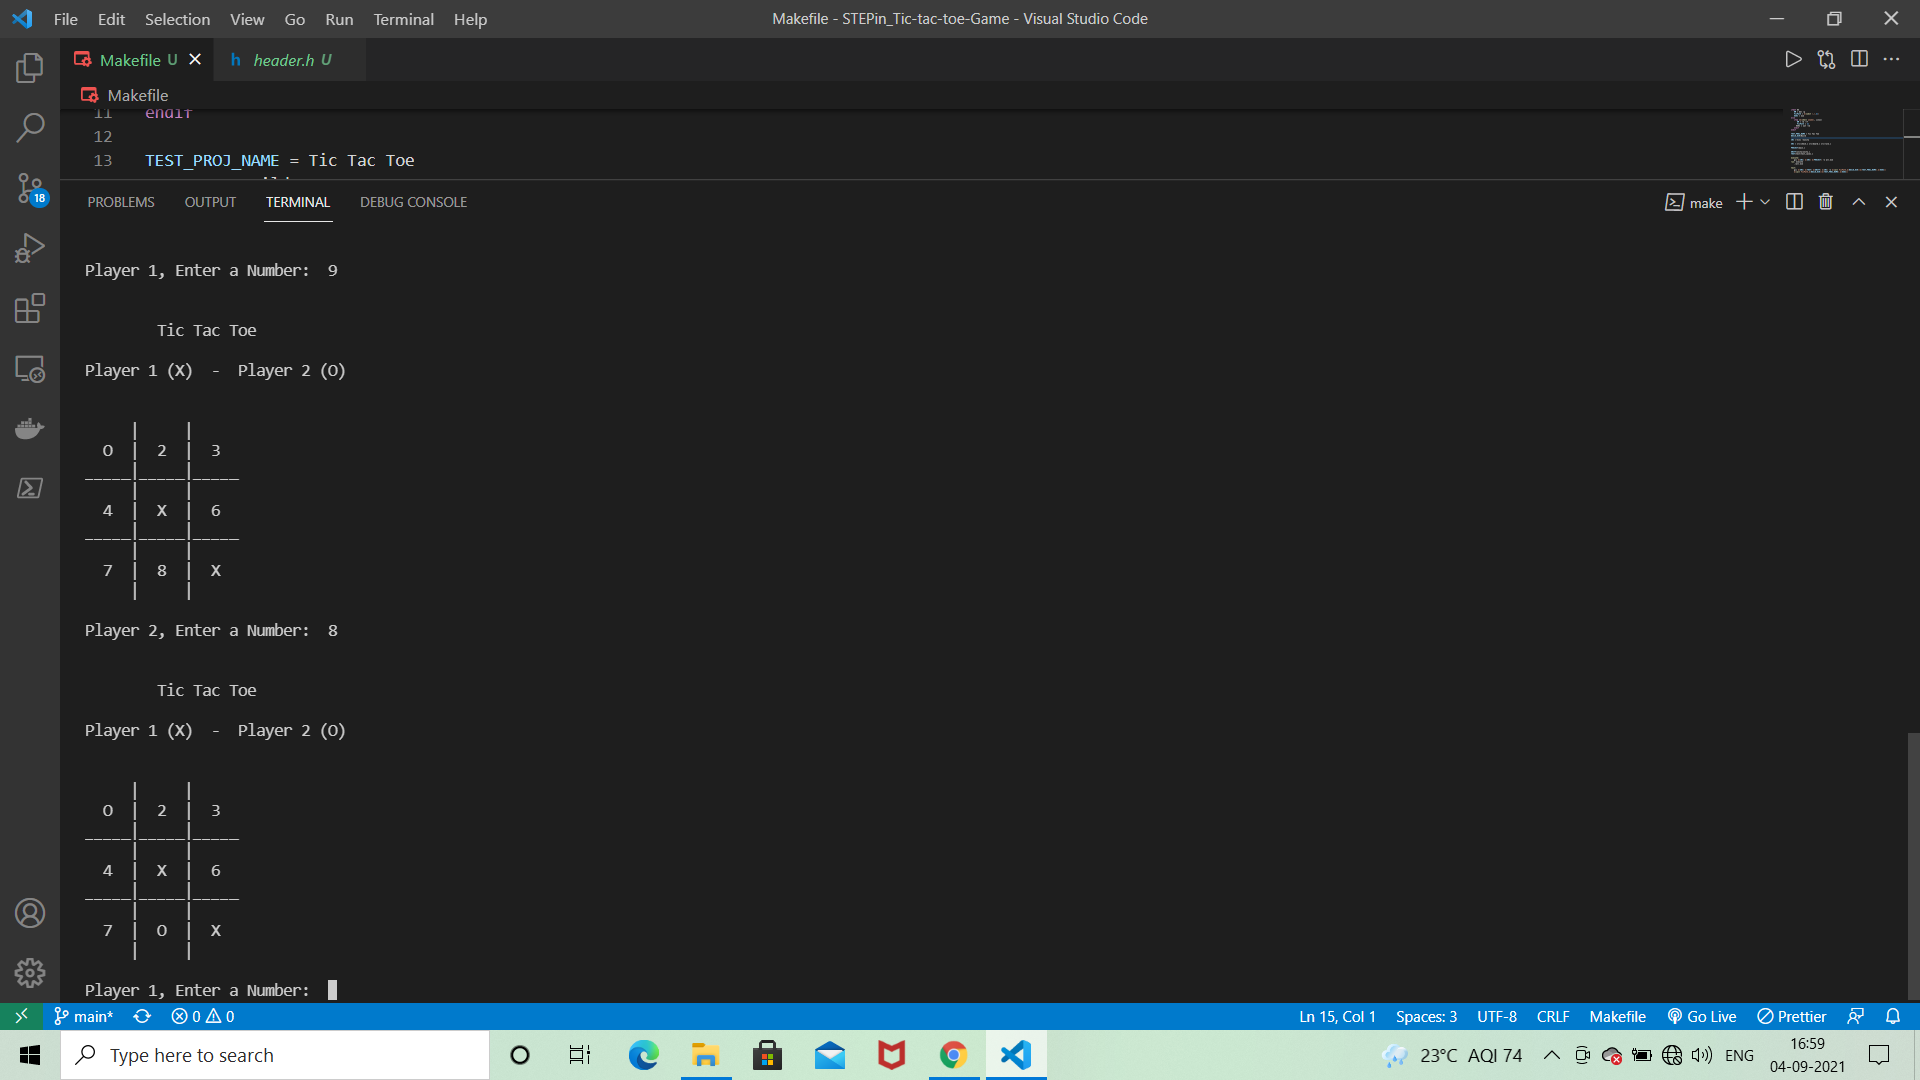 File Edit Selection View Go Run Terminal Help
Makefile - STEPin_Tic-tac-toe-Game - Visual Studio Code
Makefile U
header.h U
Makefile
11 endif
12
13 TEST_PROJ_NAME = Tic Tac Toe
PROBLEMS OUTPUT TERMINAL DEBUG CONSOLE
make
18
Player 1, Enter a Number: 9
Tic Tac Toe
Player 1 (X) - Player 2 (O)
O | 2 | 3
4 | X | 6
7 | 8 | X
Player 2, Enter a Number: 8
Tic Tac Toe
Player 1 (X) - Player 2 (O)
O | 2 | 3
4 | X | 6
7 | O | X
Player 1, Enter a Number:
main* 0 0
Ln 15, Col 1 Spaces: 3 UTF-8 CRLF Makefile Go Live Prettier
Type here to search
23°C AQI 74
ENG
16:59
04-09-2021